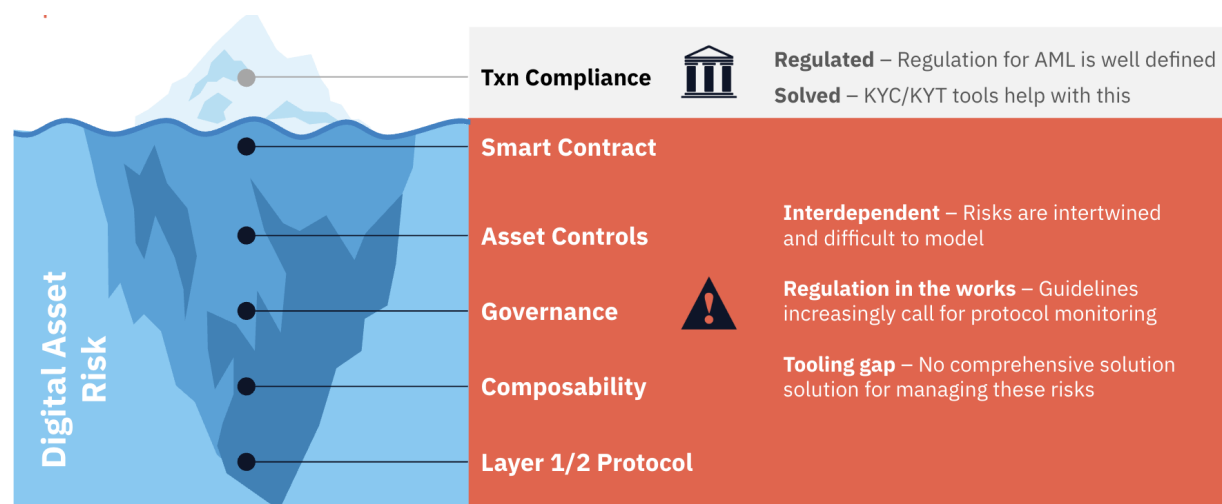 Txn Compliance
Regulated – Regulation for AML is well defined
Solved – KYC/KYT tools help with this
Digital Asset
Risk
Smart Contract
Asset Controls
Governance
Composability
Layer 1/2 Protocol
Interdependent – Risks are intertwined
and difficult to model
Regulation in the works – Guidelines
increasingly call for protocol monitoring
Tooling gap – No comprehensive solution
solution for managing these risks